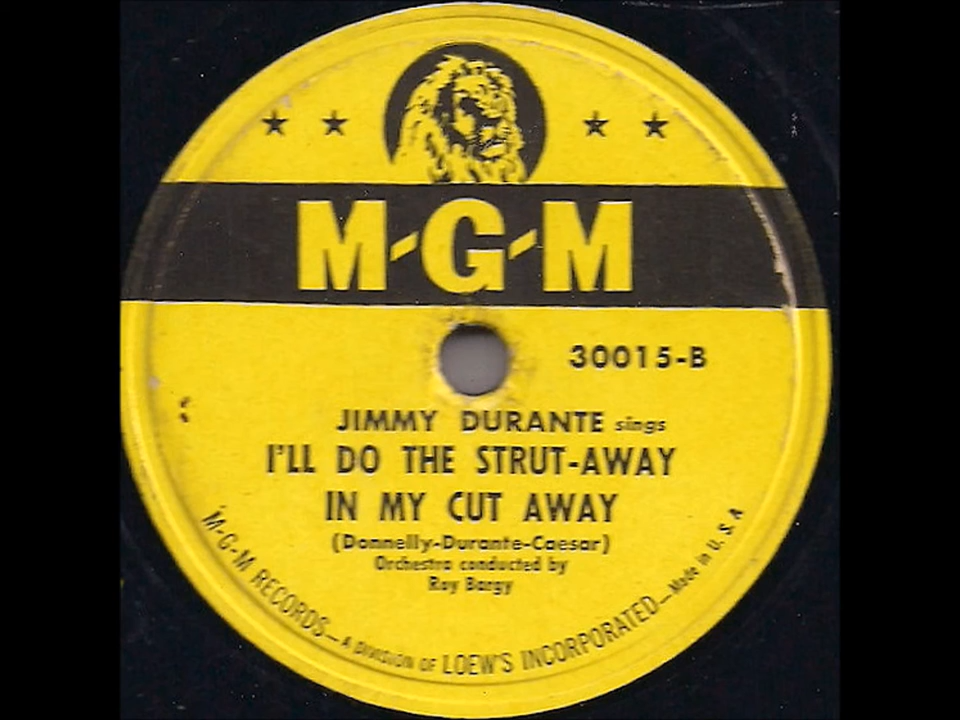 M-G-M
30015-B
JIMMY DURANTE sings
I'LL DO THE STRUT-AWAY
IN MY CUT AWAY
(Donnelly-Durante-Caesar)
Orchestra conducted by
Roy Bargy
M-G-M RECORDS—A DIVISION OF LOEW'S INCORPORATED—Made in U. S. A